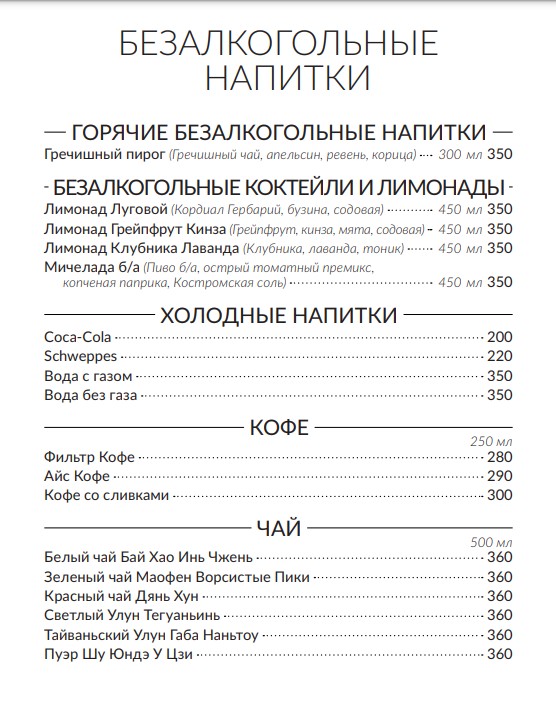 БЕЗАЛКОГОЛЬНЫЕ
НАПИТКИ
ГОРЯЧИЕ БЕЗАЛКОГОЛЬНЫЕ НАПИТКИ
Гречишный пирог (Гречишный чай, апельсин, ревень, корица) 300 мл 350
БЕЗАЛКОГОЛЬНЫЕ КОКТЕЙЛИ И ЛИМОНАДЫ
Лимонад Луговой (Кордиал Гербарий, бузина, содовая) 450 мл 350
Лимонад Грейпфрут Кинза (Грейпфрут, кинза, мята, содовая) 450 мл 350
Лимонад Клубника Лаванда (Клубника, лаванда, тоник) 450 мл 350
Мичелада б/а (Пиво б/а, острый томатный премикс,
копченая паприка, Костромская соль) 450 мл 350
ХОЛОДНЫЕ НАПИТКИ
Coca-Cola 200
Schweppes 220
Вода с газом 350
Вода без газа 350
КОФЕ
250 мл
Фильтр Кофе 280
Айс Кофе 290
Кофе со сливками 300
ЧАЙ
500 мл
Белый чай Бай Хао Инь Чжень 360
Зеленый чай Маофен Ворсистые Пики 360
Красный чай Дянь Хун 360
Светлый Улун Тегуаньинь 360
Тайваньский Улун Габа Наньтоу 360
Пуэр Шу Юндэ У Цзи 360